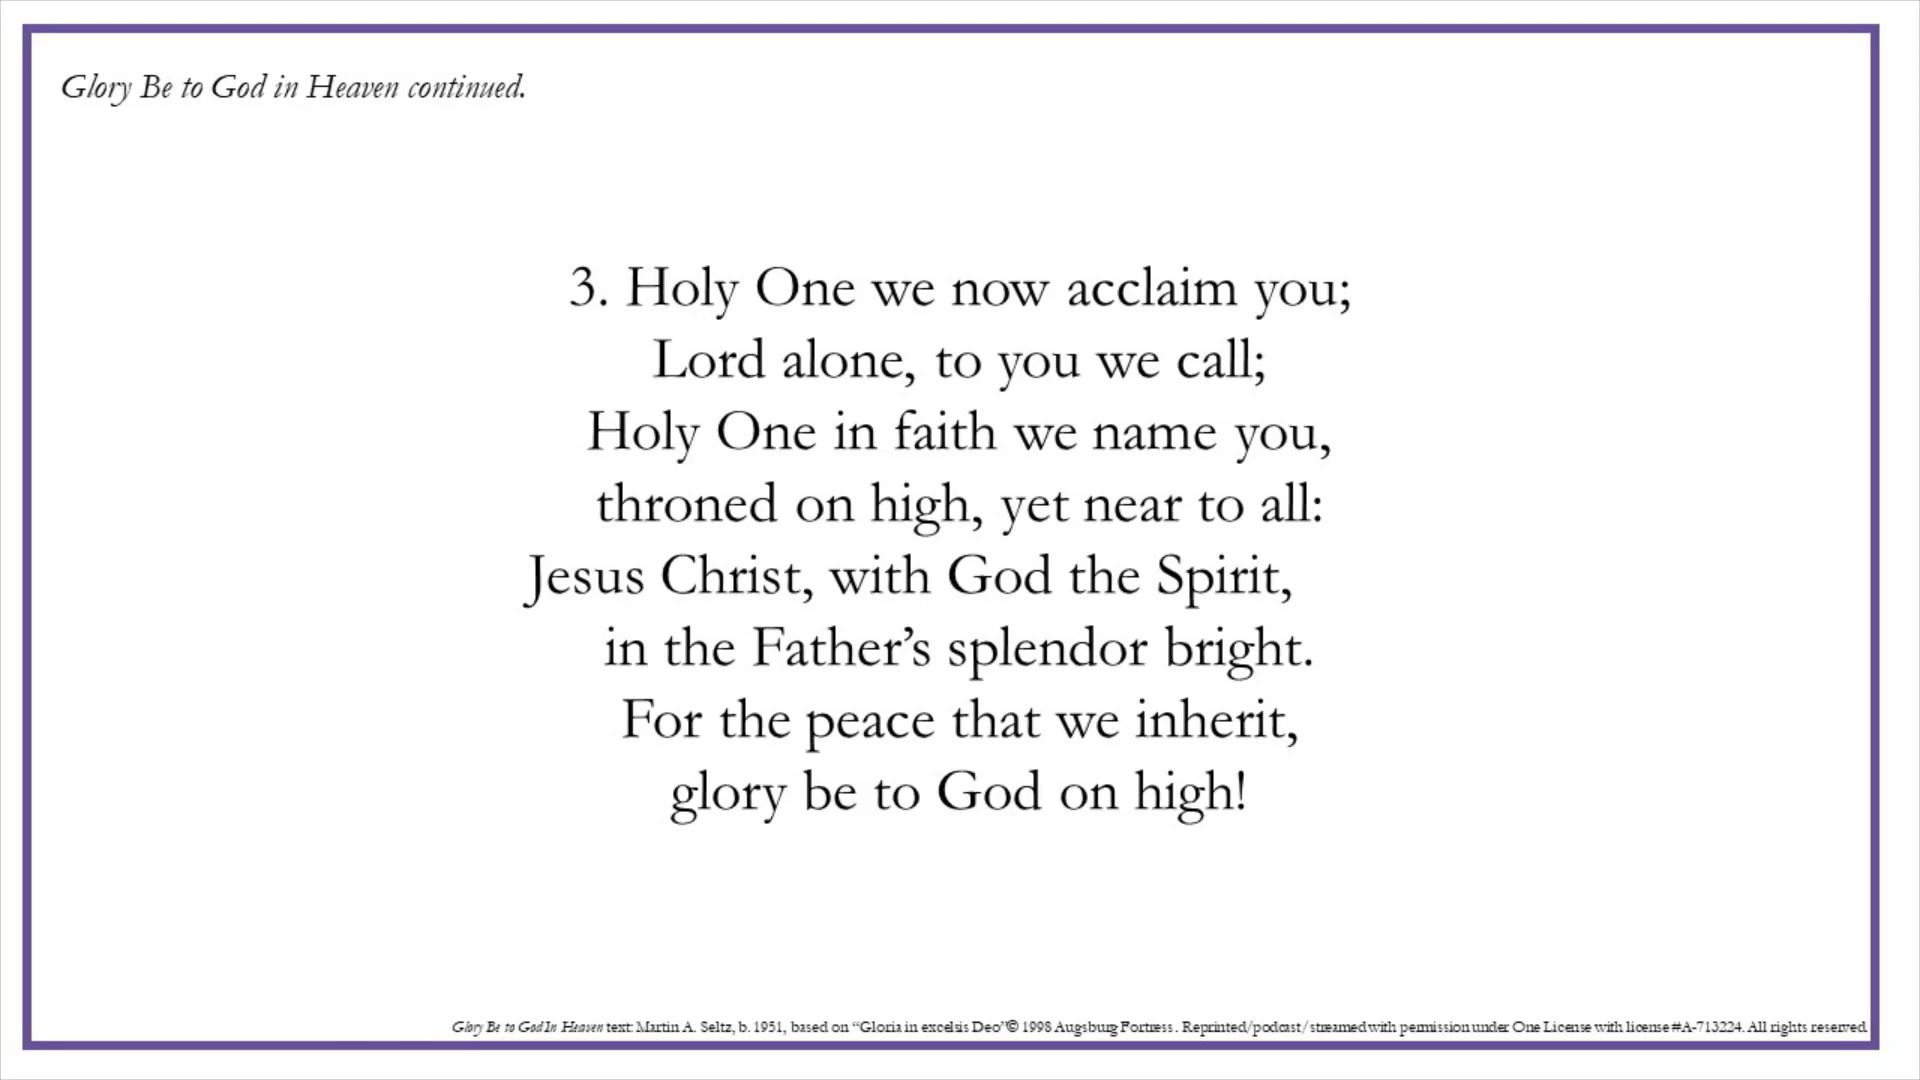 Glory Be to God in Heaven continued.
3. Holy One we now acclaim you;
Lord alone, to you we call;
Holy One in faith we name you,
throned on high, yet near to all:
Jesus Christ, with God the Spirit,
in the Father’s splendor bright.
For the peace that we inherit,
glory be to God on high!
Glory Be to God In Heaven text: Martin A. Seltz, b. 1951, based on “Gloria in excelsis Deo”© 1998 Augsburg Fortress. Reprinted/podcast/streamed with permission under One License with license #A-713224. All rights reserved.